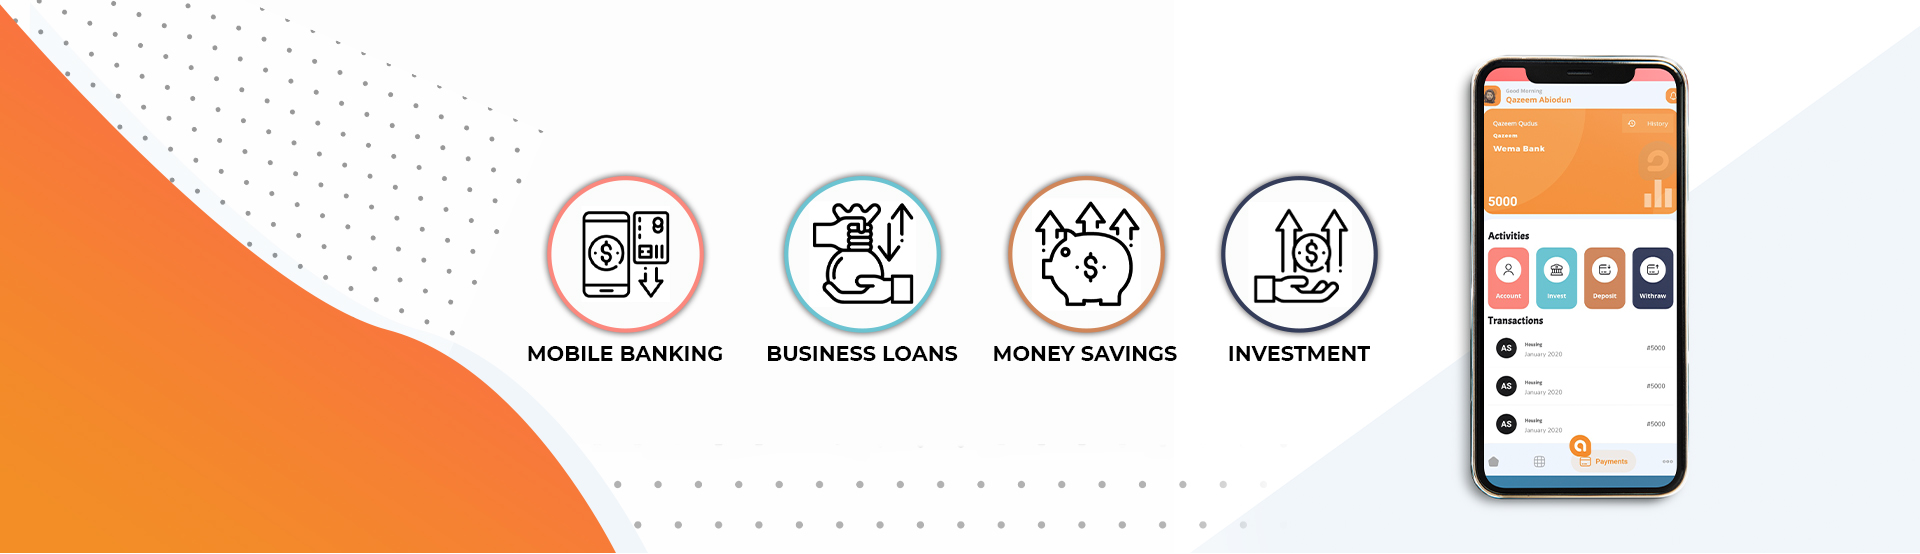 MOBILE BANKING
BUSINESS LOANS
MONEY SAVINGS
INVESTMENT
Good Morning
Qazeem Abiodun
Qazeem Qudus
History
Qazeem
Wema Bank
5000
Activities
Account
Invest
Deposit
Withraw
Transactions
AS
Housing
January 2020
#5000
AS
Housing
January 2020
#5000
AS
Housing
January 2020
#5000
Payments